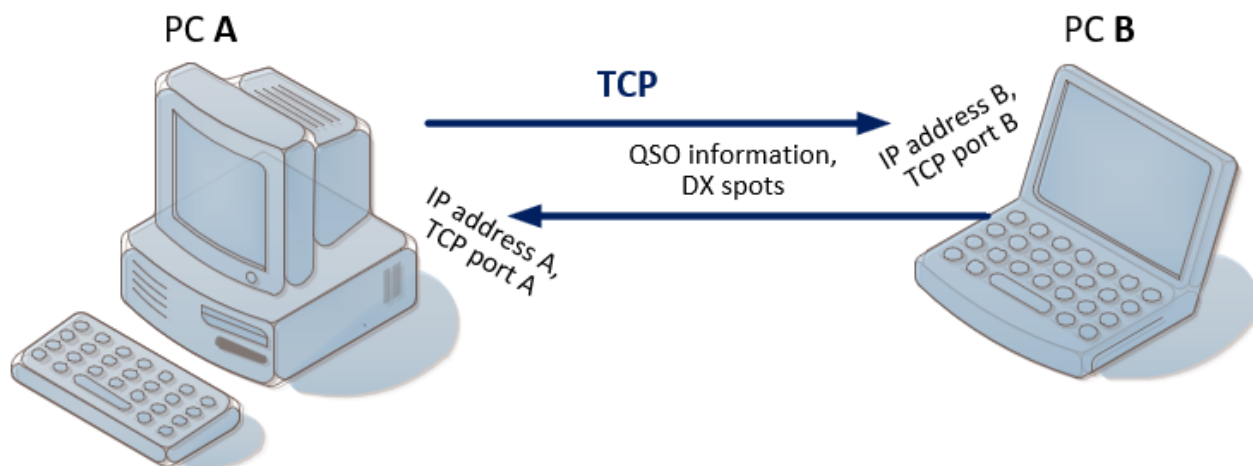 PC A
PC B
TCP
IP address B,
TCP port B
QSO information,
DX spots
IP address A,
TCP port A